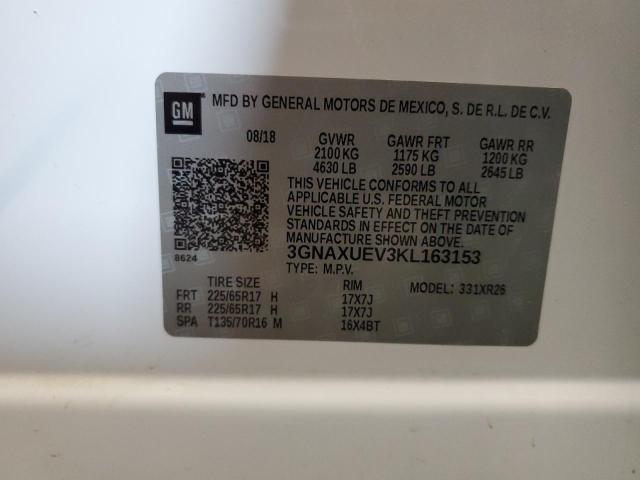 GM MFD BY GENERAL MOTORS DE MEXICO, S. DE R.L. DE C.V.
08/18 GVWR GAWR FRT GAWR RR
2100 KG 1175 KG 1200 KG
4630 LB 2590 LB 2645 LB
THIS VEHICLE CONFORMS TO ALL
APPLICABLE U.S. FEDERAL MOTOR
VEHICLE SAFETY AND THEFT PREVENTION
STANDARDS IN EFFECT ON THE DATE OF
MANUFACTURE SHOWN ABOVE.
8624 3GNAXUEV3KL163153
TYPE: M.P.V.
TIRE SIZE RIM MODEL: 331XR26
FRT 225/65R17 H 17X7J
RR 225/65R17 H 17X7J
SPA T135/70R16 M 16X4BT